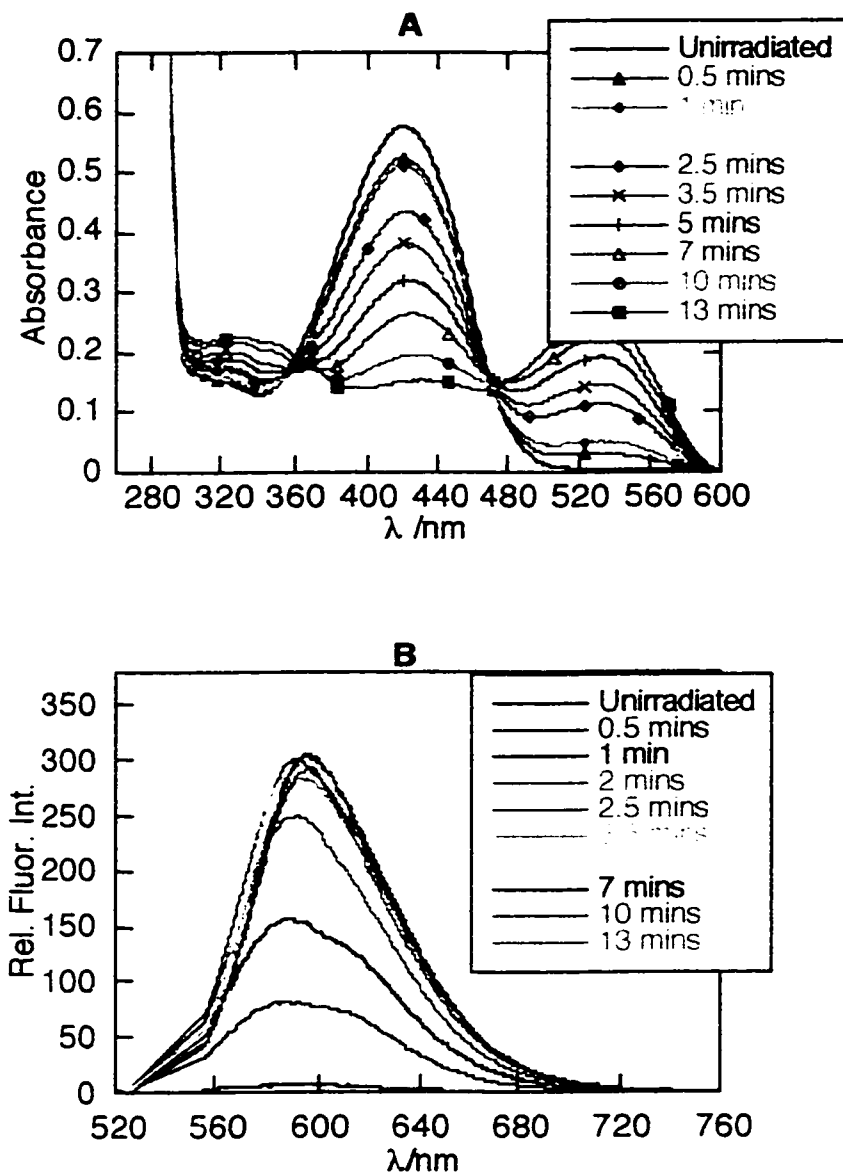 A
Unirradiated
0.5 mins
1 min
2.5 mins
3.5 mins
5 mins
7 mins
10 mins
13 mins
Absorbance
0.7
0.6
0.5
0.4
0.3
0.2
0.1
0
280 320 360 400 440 480 520 560 600
λ /nm
B
Unirradiated
0.5 mins
1 min
2 mins
2.5 mins
mins
7 mins
10 mins
13 mins
Rel. Fluor. Int.
350
300
250
200
150
100
50
0
520 560 600 640 680 720 760
λ/nm